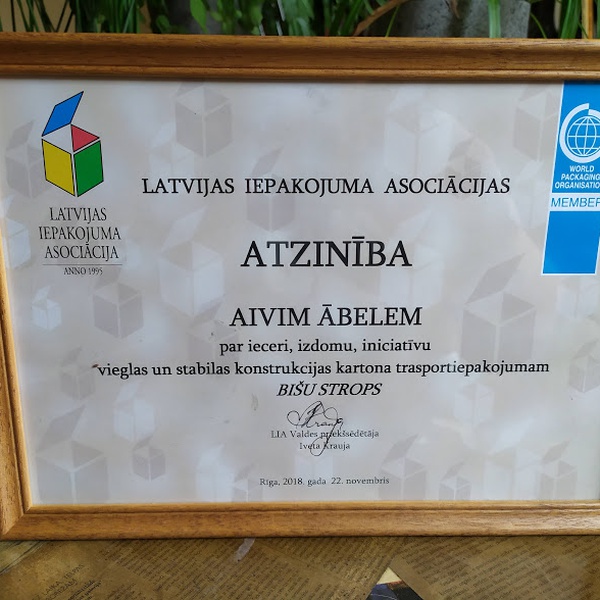 LATVIJAS
IEPAKOJUMA
ASOCIĀCIJA
ANNO 1995
WORLD
PACKAGING
ORGANISATIO
MEMBER
LATVIJAS IEPAKOJUMA ASOCIĀCIJAS
ATZINĪBA
AIVIM ĀBELEM
par ieceri, izdomu, iniciatīvu
vieglas un stabilas konstrukcijas kartona trasportiepakojumam
BIŠU STROPS
LIA Valdes priekšsēdētāja
Iveta Krauja
Rīga, 2018. gada 22. novembris